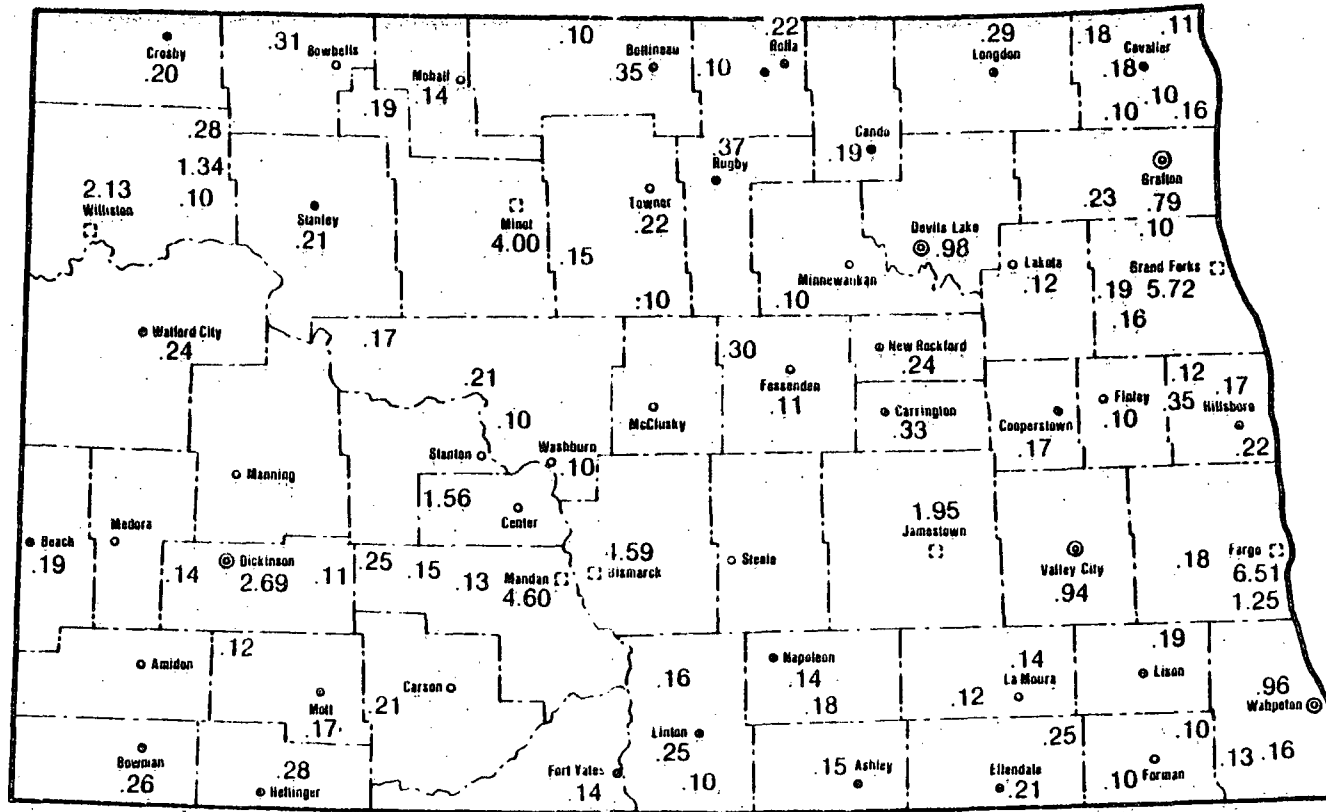 .22
.10
.29
.18
.11
.31
Bowbells
Crosby
.20
Bottineau
.35
Rolla
.10
Langdon
Cavalier
.18
Mohall
.14
.19
.10
.10
.16
.28
1.34
.10
2.13
Williston
Stanley
.21
Minot
4.00
.15
Towner
.22
.10
.37
Rugby
Cando
.19
Grafton
.79
.23
.10
Devils Lake
.98
Minnewaukan
.10
Lakota
.12
Grand Forks
5.72
.19
.16
Watford City
.24
.17
.21
.10
.30
Fessenden
.11
New Rockford
.24
Carrington
.33
McClusky
Cooperstown
.17
Finley
.10
.12
.35
.17
Hillsboro
.22
Manning
Stanton
Washburn
.10
1.56
Center
Beach
.19
Medora
.14
Dickinson
2.69
.11
.25
.15
.13
Mandan
4.60
.59
Bismarck
Steele
1.95
Jamestown
Valley City
.94
.18
Fargo
6.51
1.25
Amidon
.12
Mott
.17
.21
Carson
.16
Linton
.25
.10
Napoleon
.14
.18
.14
La Moure
.12
.19
Lison
.96
Wahpeton
Bowman
.26
.28
Hettinger
Fort Yates
.14
.15
Ashley
.25
Ellendale
.21
.10
.10
Forman
.13
.16